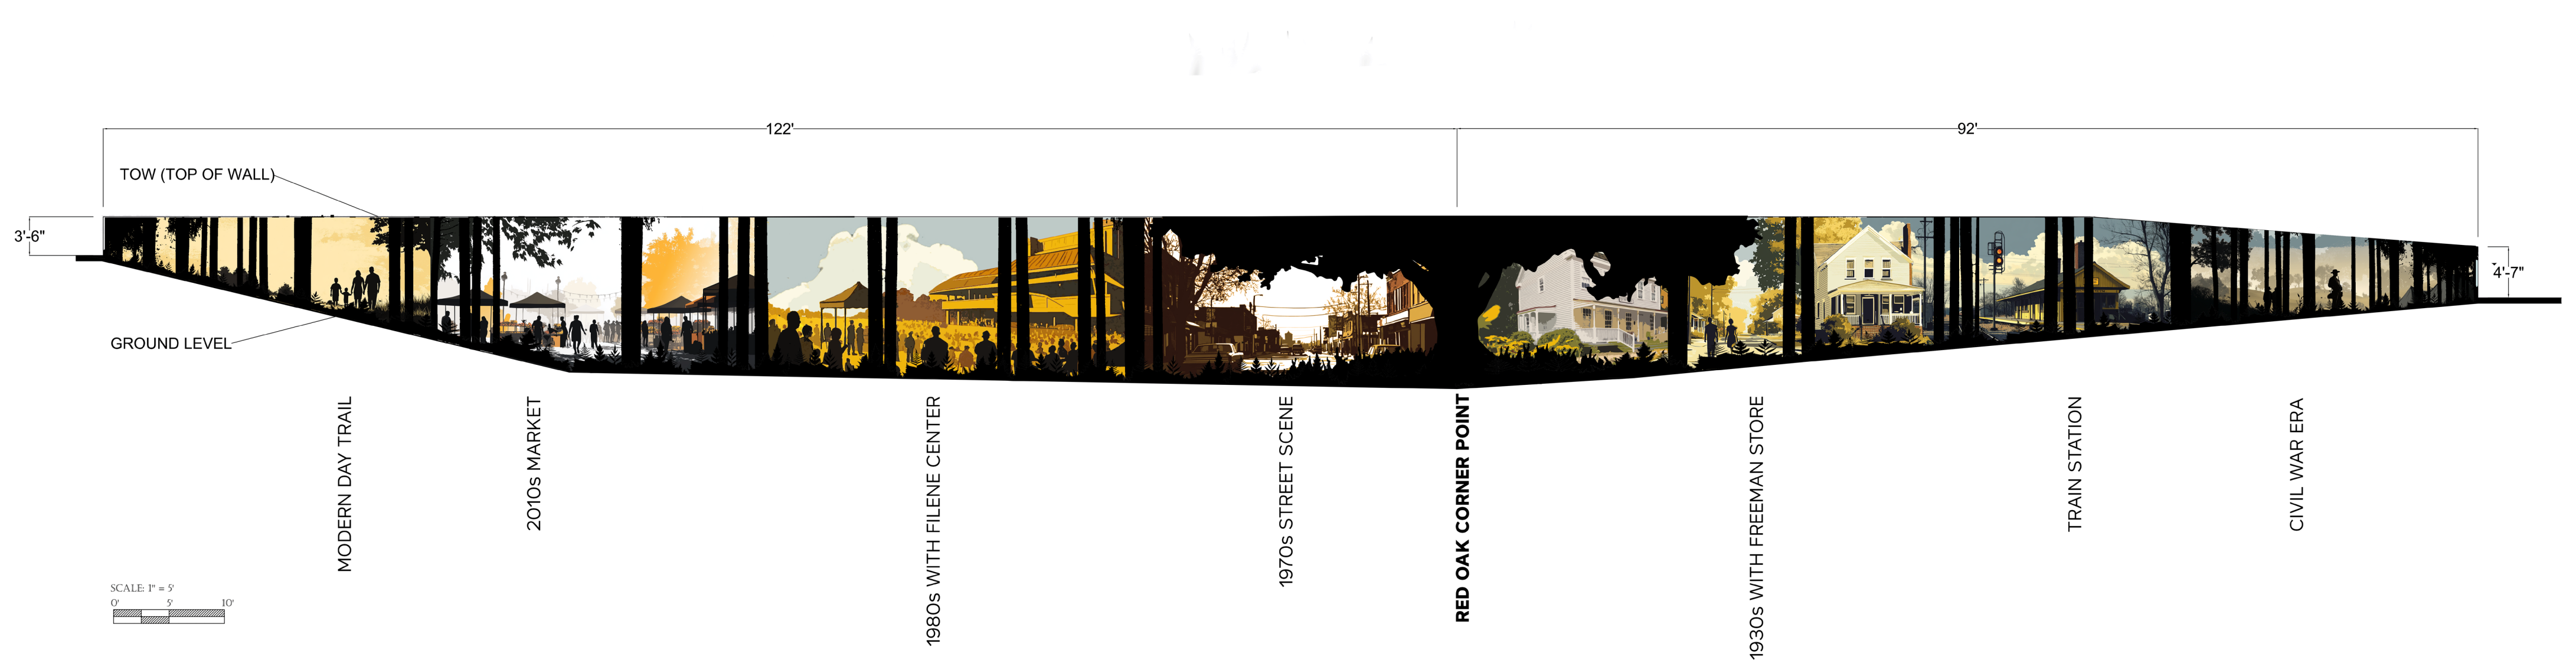 122'
92'
TOW (TOP OF WALL)
3'-6"
4'-7"
GROUND LEVEL
MODERN DAY TRAIL
2010s MARKET
1980s WITH FILENE CENTER
1970s STREET SCENE
RED OAK CORNER POINT
1930s WITH FREEMAN STORE
TRAIN STATION
CIVIL WAR ERA
SCALE: 1" = 5'
0' 5' 10'